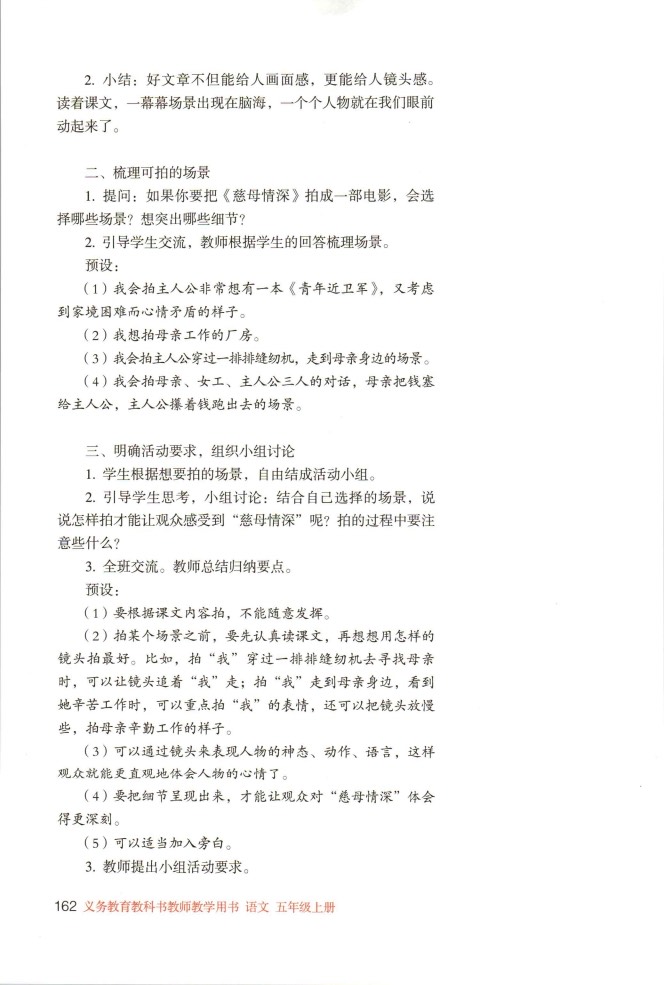 2. 小结：好文章不但能给人画面感，更能给人镜头感。
读着课文，一幕幕场景出现在脑海，一个个人物就在我们眼前
动起来了。
二、梳理可拍的场景
1. 提问：如果你要把《慈母情深》拍成一部电影，会选
择哪些场景？想突出哪些细节？
2. 引导学生交流，教师根据学生的回答梳理场景。
预设：
（1）我会拍主人公非常想有一本《青年近卫军》，又考虑
到家境困难而心情矛盾的样子。
（2）我想拍母亲工作的厂房。
（3）我会拍主人公穿过一排排缝纫机，走到母亲身边的场景。
（4）我会拍母亲、女工、主人公三人的对话，母亲把钱塞
给主人公，主人公攥着钱跑出去的场景。
三、明确活动要求，组织小组讨论
1. 学生根据想要拍的场景，自由结成活动小组。
2. 引导学生思考，小组讨论：结合自己选择的场景，说
说怎样拍才能让观众感受到“慈母情深”呢？拍的过程中要注
意些什么？
3. 全班交流。教师总结归纳要点。
预设：
（1）要根据课文内容拍，不能随意发挥。
（2）拍某个场景之前，要先认真读课文，再想想用怎样的
镜头拍最好。比如，拍“我”穿过一排排缝纫机去寻找母亲
时，可以让镜头追着“我”走；拍“我”走到母亲身边，看到
她辛苦工作时，可以重点拍“我”的表情，还可以把镜头放慢
些，拍母亲辛勤工作的样子。
（3）可以通过镜头来表现人物的神态、动作、语言，这样
观众就能更直观地体会人物的心情了。
（4）要把细节呈现出来，才能让观众对“慈母情深”体会
得更深刻。
（5）可以适当加入旁白。
3. 教师提出小组活动要求。
162 义务教育教科书教师教学用书 语文 五年级上册